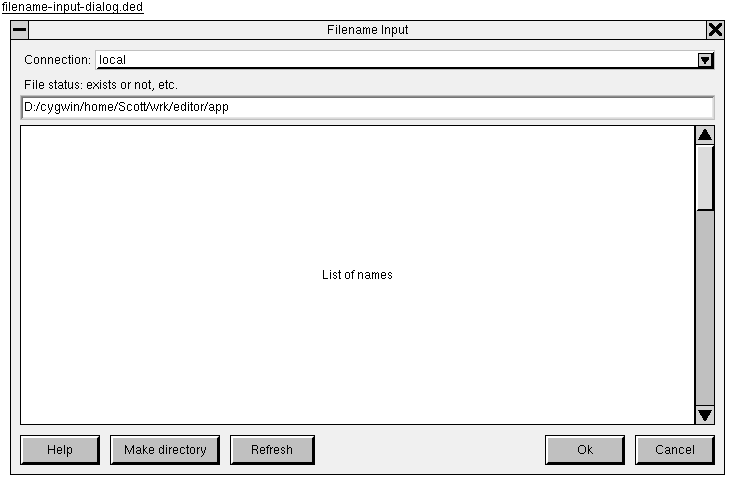 filename-input-dialog.ded
Filename Input
Connection: local
File status: exists or not, etc.
D:/cygwin/home/Scott/wrk/editor/app
List of names
Help Make directory Refresh Ok Cancel